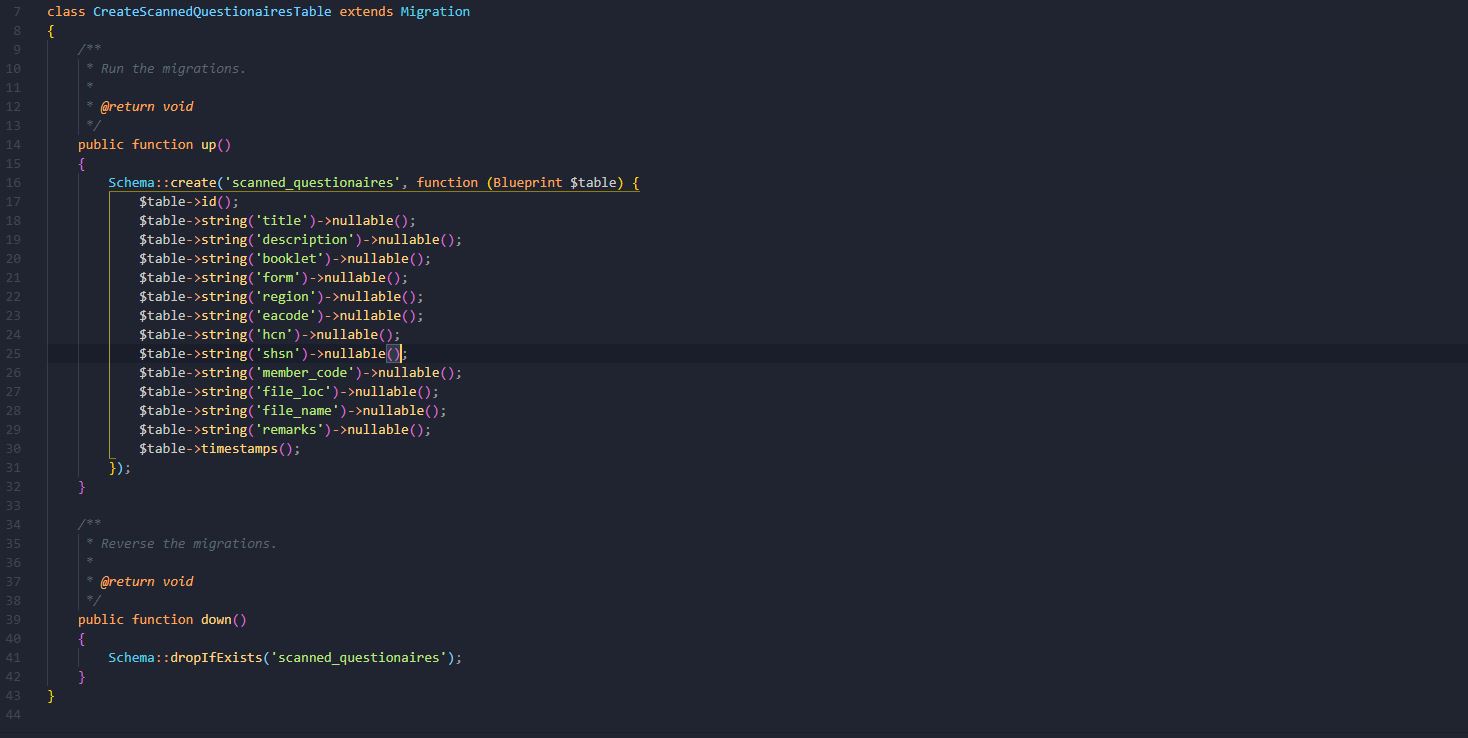 7 class CreateScannedQuestionairesTable extends Migration
8 {
9     /**
10      * Run the migrations.
11      *
12      * @return void
13      */
14     public function up()
15     {
16         Schema::create('scanned_questionaires', function (Blueprint $table) {
17             $table->id();
18             $table->string('title')->nullable();
19             $table->string('description')->nullable();
20             $table->string('booklet')->nullable();
21             $table->string('form')->nullable();
22             $table->string('region')->nullable();
23             $table->string('eacode')->nullable();
24             $table->string('hcn')->nullable();
25             $table->string('shsn')->nullable();
26             $table->string('member_code')->nullable();
27             $table->string('file_loc')->nullable();
28             $table->string('file_name')->nullable();
29             $table->string('remarks')->nullable();
30             $table->timestamps();
31         });
32     }
33
34     /**
35      * Reverse the migrations.
36      *
37      * @return void
38      */
39     public function down()
40     {
41         Schema::dropIfExists('scanned_questionaires');
42     }
43 }
44